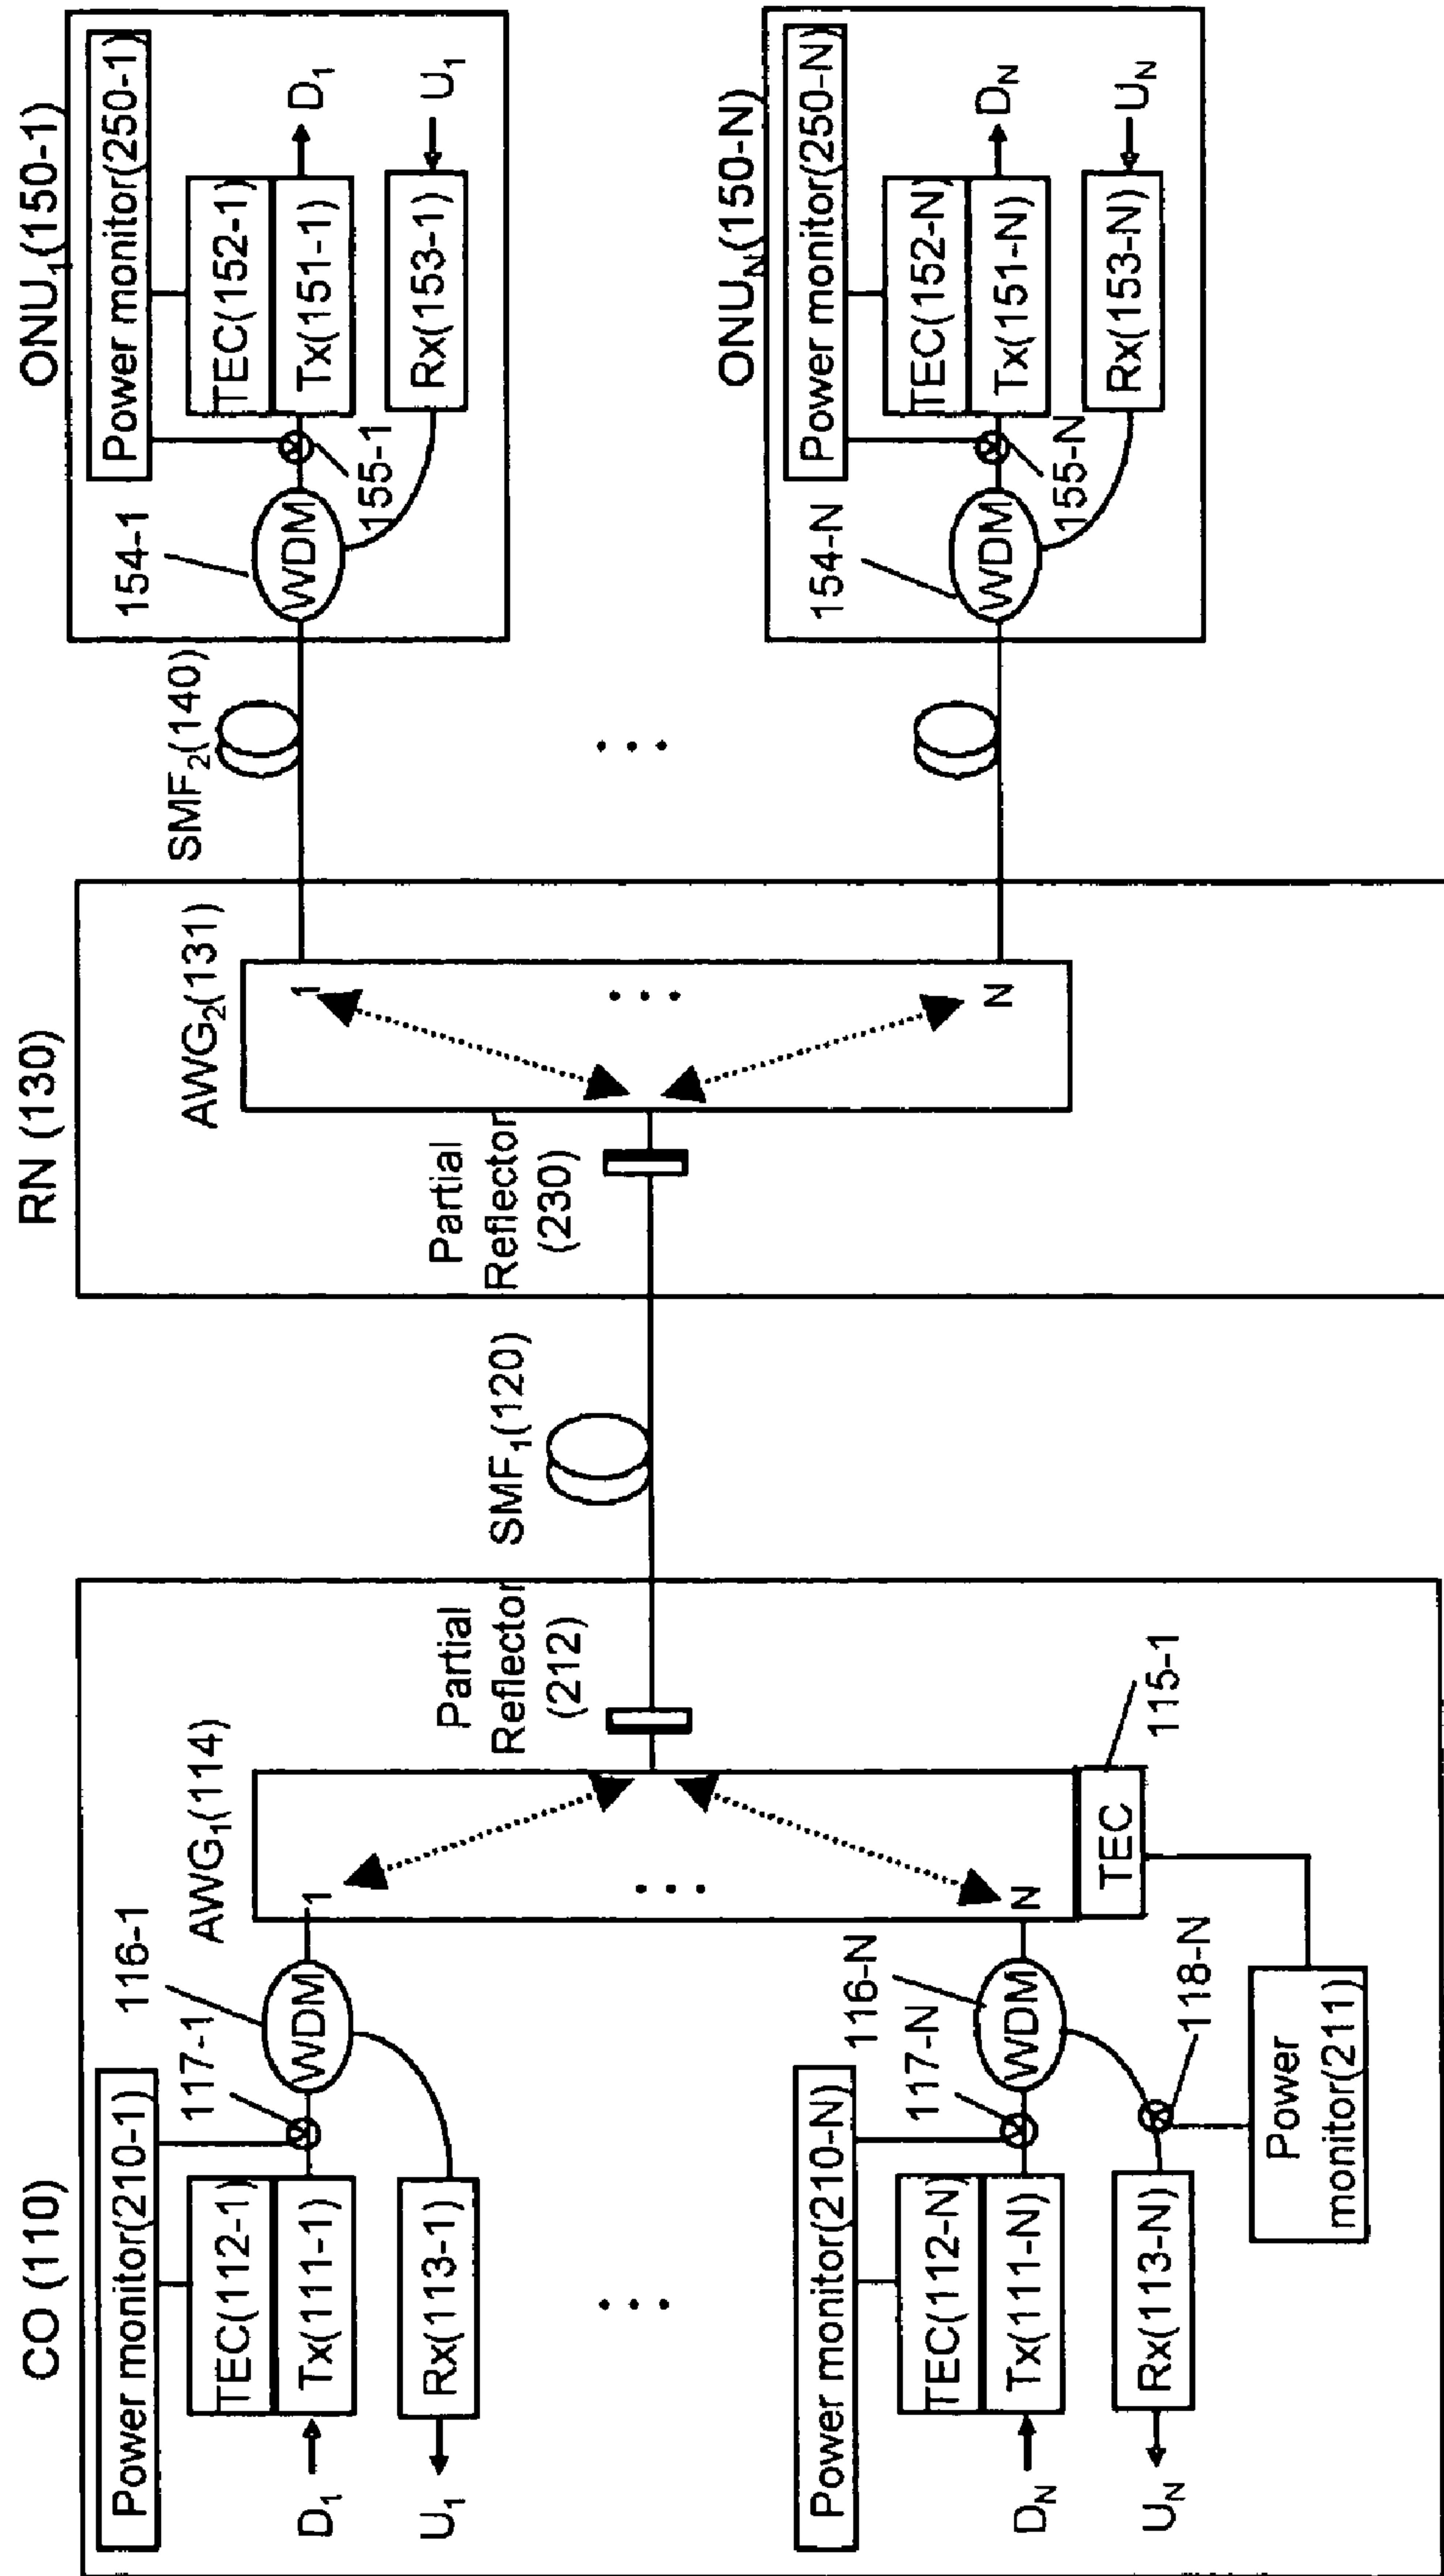 CO (110)
Power monitor(210-1)
TEC(112-1)
Tx(111-1)
Rx(113-1)
D1
U1
117-1
116-1
WDM
AWG1(114)
1
...
N
Partial
Reflector
(212)
...
Power monitor(210-N)
TEC(112-N)
Tx(111-N)
Rx(113-N)
DN
UN
117-N
116-N
WDM
118-N
TEC
115-1
Power
monitor(211)
SMF1(120)
RN (130)
Partial
Reflector
(230)
AWG2(131)
1
...
N
SMF2(140)
...
ONU1(150-1)
Power monitor(250-1)
TEC(152-1)
Tx(151-1)
Rx(153-1)
154-1
WDM
155-1
D1
U1
ONUN(150-N)
Power monitor(250-N)
TEC(152-N)
Tx(151-N)
Rx(153-N)
154-N
WDM
155-N
DN
UN